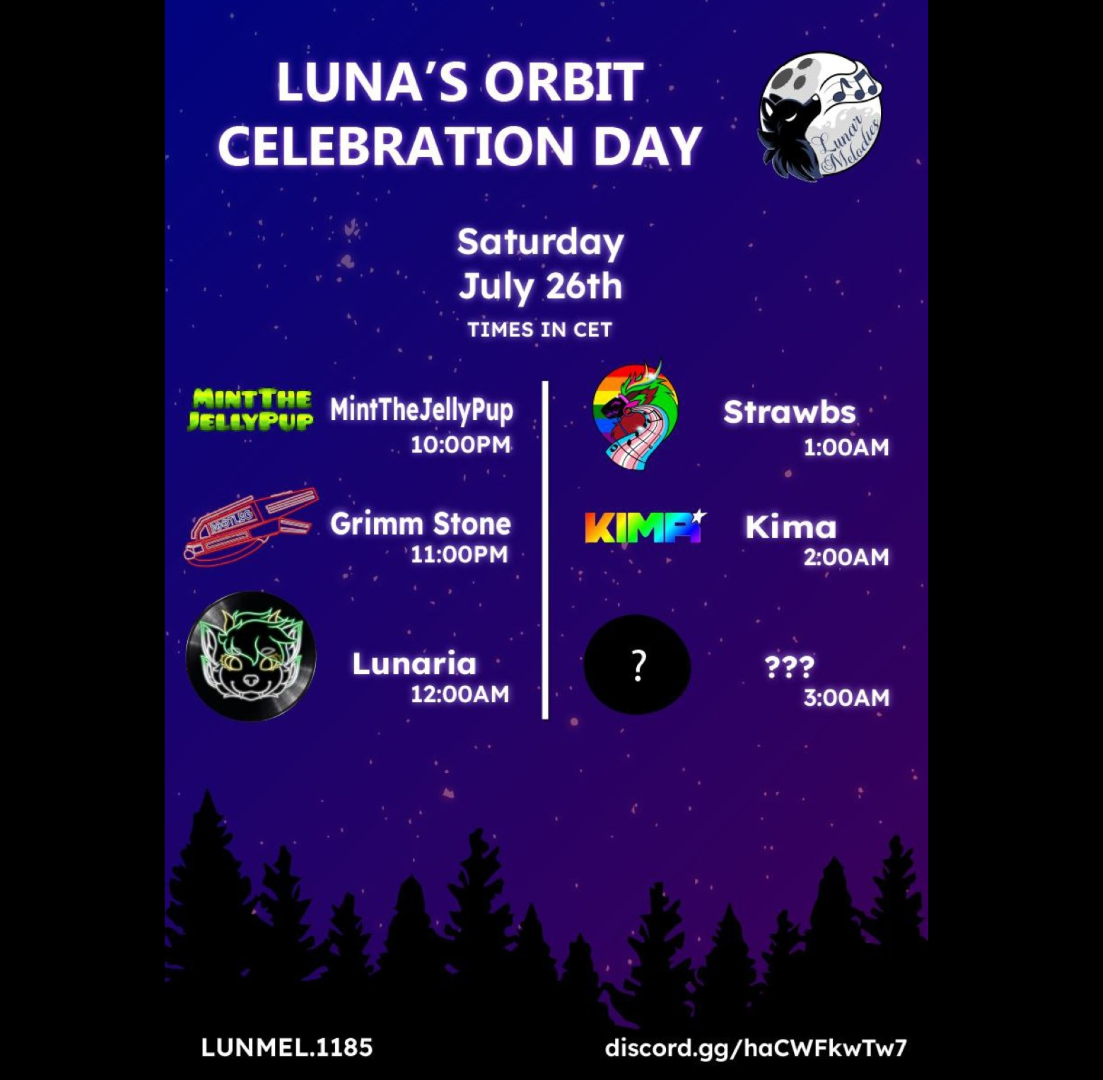 LUNA'S ORBIT
CELEBRATION DAY
Lunar
Melodies
Saturday
July 26th
TIMES IN CET
MINTTHE
JELLYPUP
MintTheJellyPup
10:00PM
Grimm Stone
11:00PM
Lunaria
12:00AM
Strawbs
1:00AM
KIMA
Kima
2:00AM
?
???
3:00AM
LUNMEL.1185
discord.gg/haCWFkwTw7